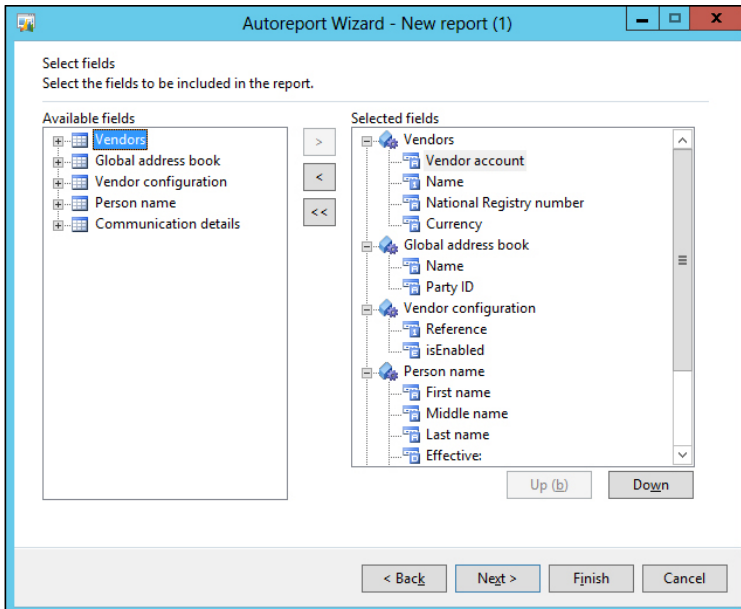 Autoreport Wizard - New report (1)
Select fields
Select the fields to be included in the report.
Available fields
Vendors
Global address book
Vendor configuration
Person name
Communication details
>
<
<<
Selected fields
Vendors
Vendor account
Name
National Registry number
Currency
Global address book
Name
Party ID
Vendor configuration
Reference
isEnabled
Person name
First name
Middle name
Last name
Effective:
Up (b)
Down
< Back
Next >
Finish
Cancel